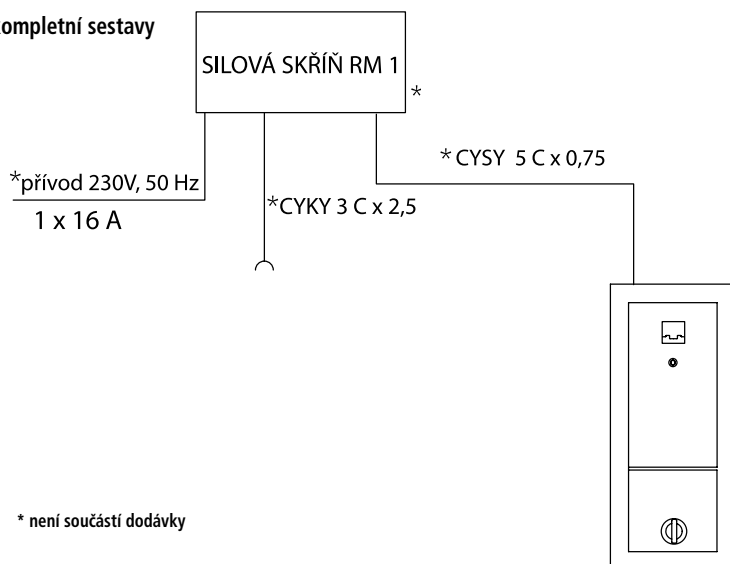 kompletní sestavy
SILOVÁ SKŘÍŇ RM 1
*
* CYSY 5 C x 0,75
*přívod 230V, 50 Hz
1 x 16 A
*CYKY 3 C x 2,5
* není součástí dodávky